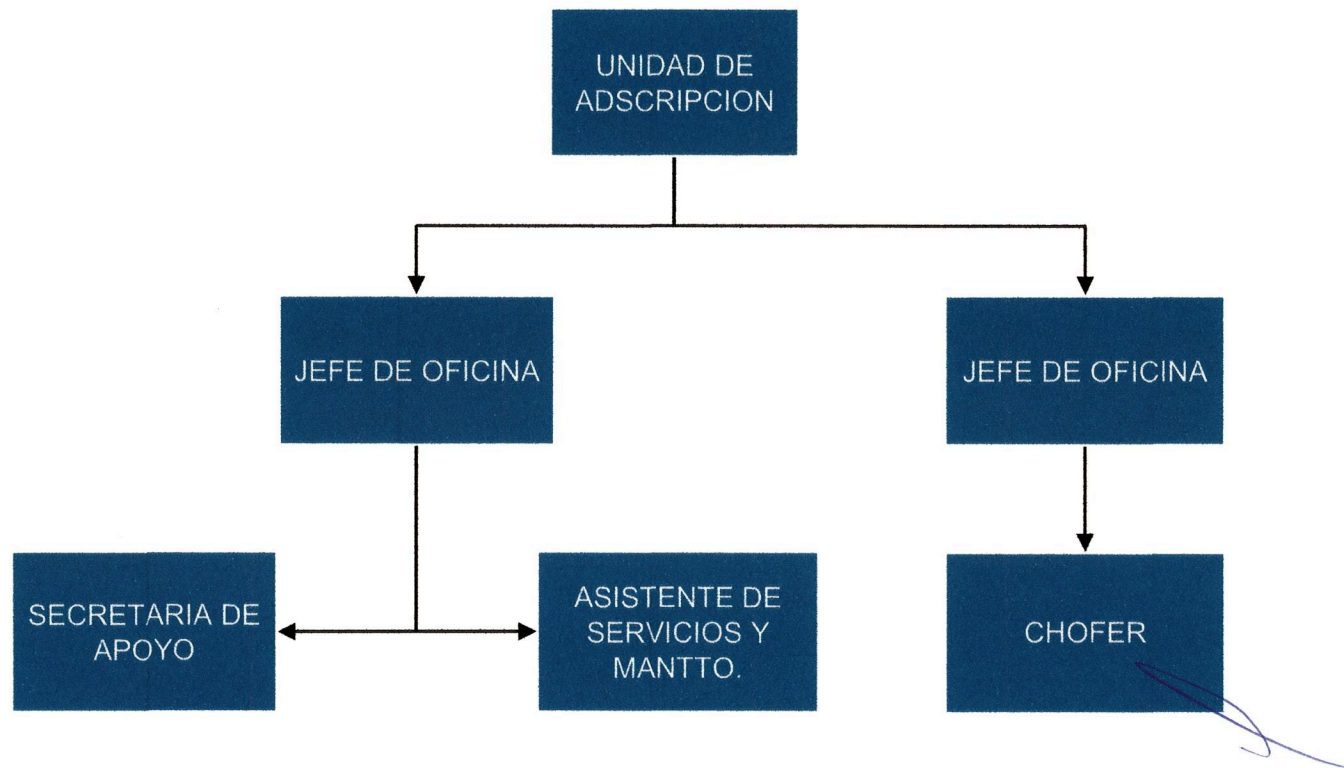 UNIDAD DE
ADSCRIPCION
JEFE DE OFICINA
JEFE DE OFICINA
SECRETARIA DE
APOYO
ASISTENTE DE
SERVICIOS Y
MANTTO.
CHOFER